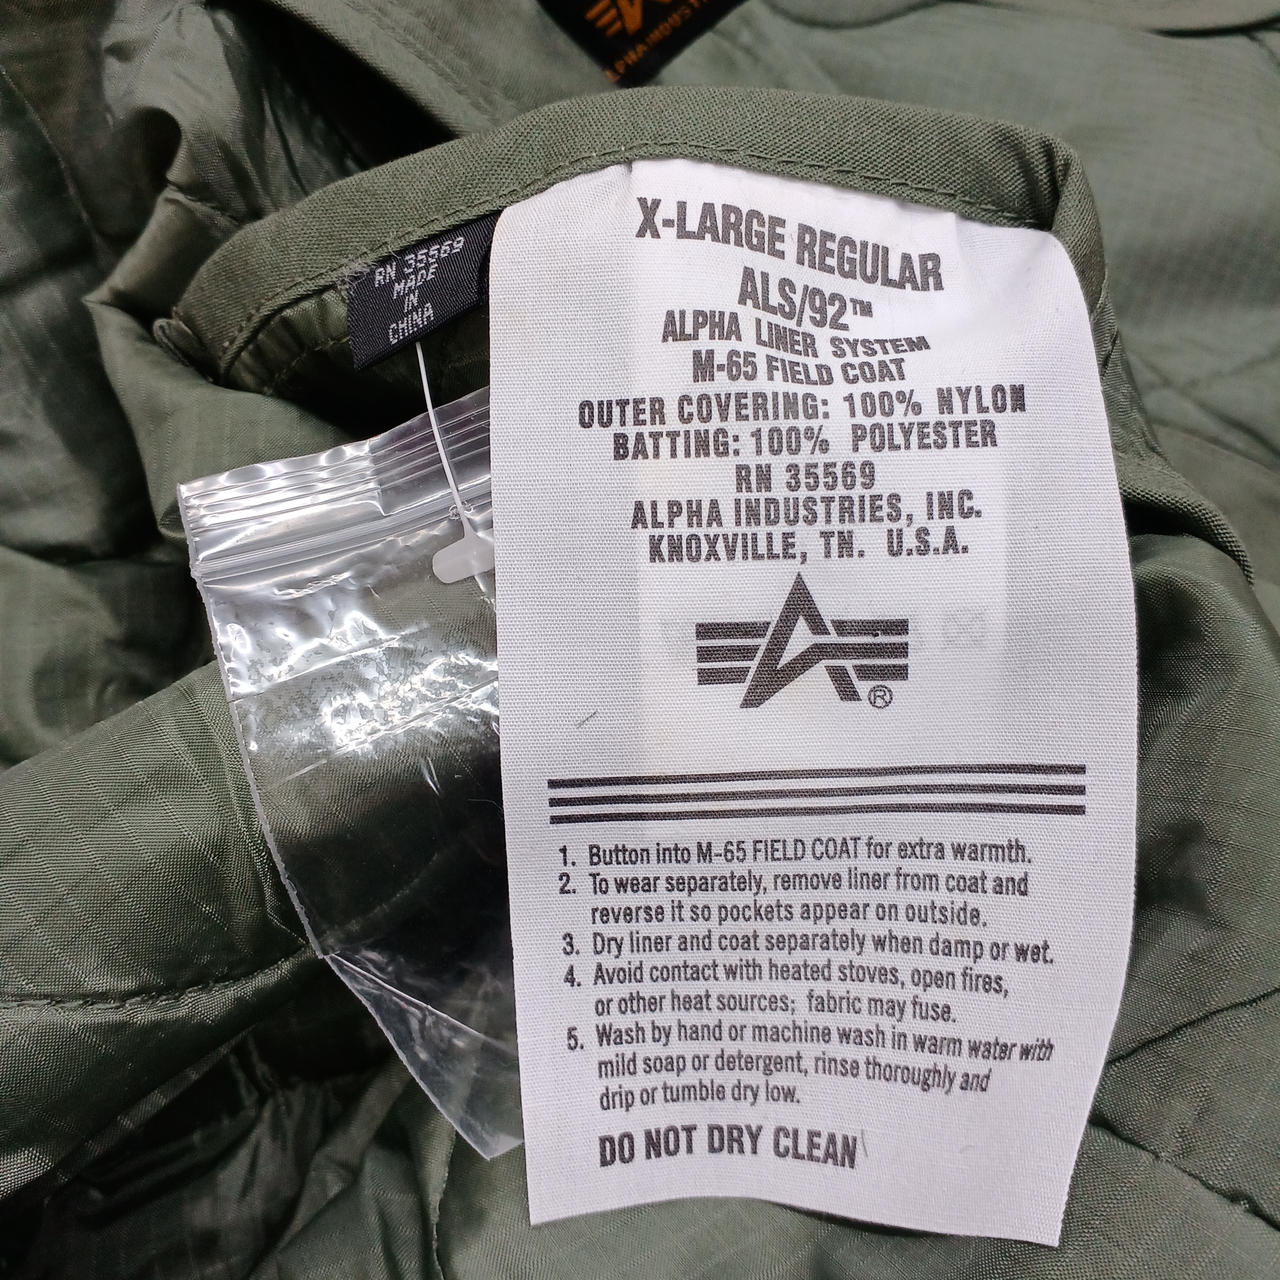 ALPHA INDUSTRIES
RN 35569
MADE
IN
CHINA
X-LARGE REGULAR
ALS/92™
ALPHA LINER SYSTEM
M-65 FIELD COAT
OUTER COVERING: 100% NYLON
BATTING: 100% POLYESTER
RN 35569
ALPHA INDUSTRIES, INC.
KNOXVILLE, TN. U.S.A.
®
1. Button into M-65 FIELD COAT for extra warmth.
2. To wear separately, remove liner from coat and
reverse it so pockets appear on outside.
3. Dry liner and coat separately when damp or wet.
4. Avoid contact with heated stoves, open fires,
or other heat sources; fabric may fuse.
5. Wash by hand or machine wash in warm water with
mild soap or detergent, rinse thoroughly and
drip or tumble dry low.
DO NOT DRY CLEAN